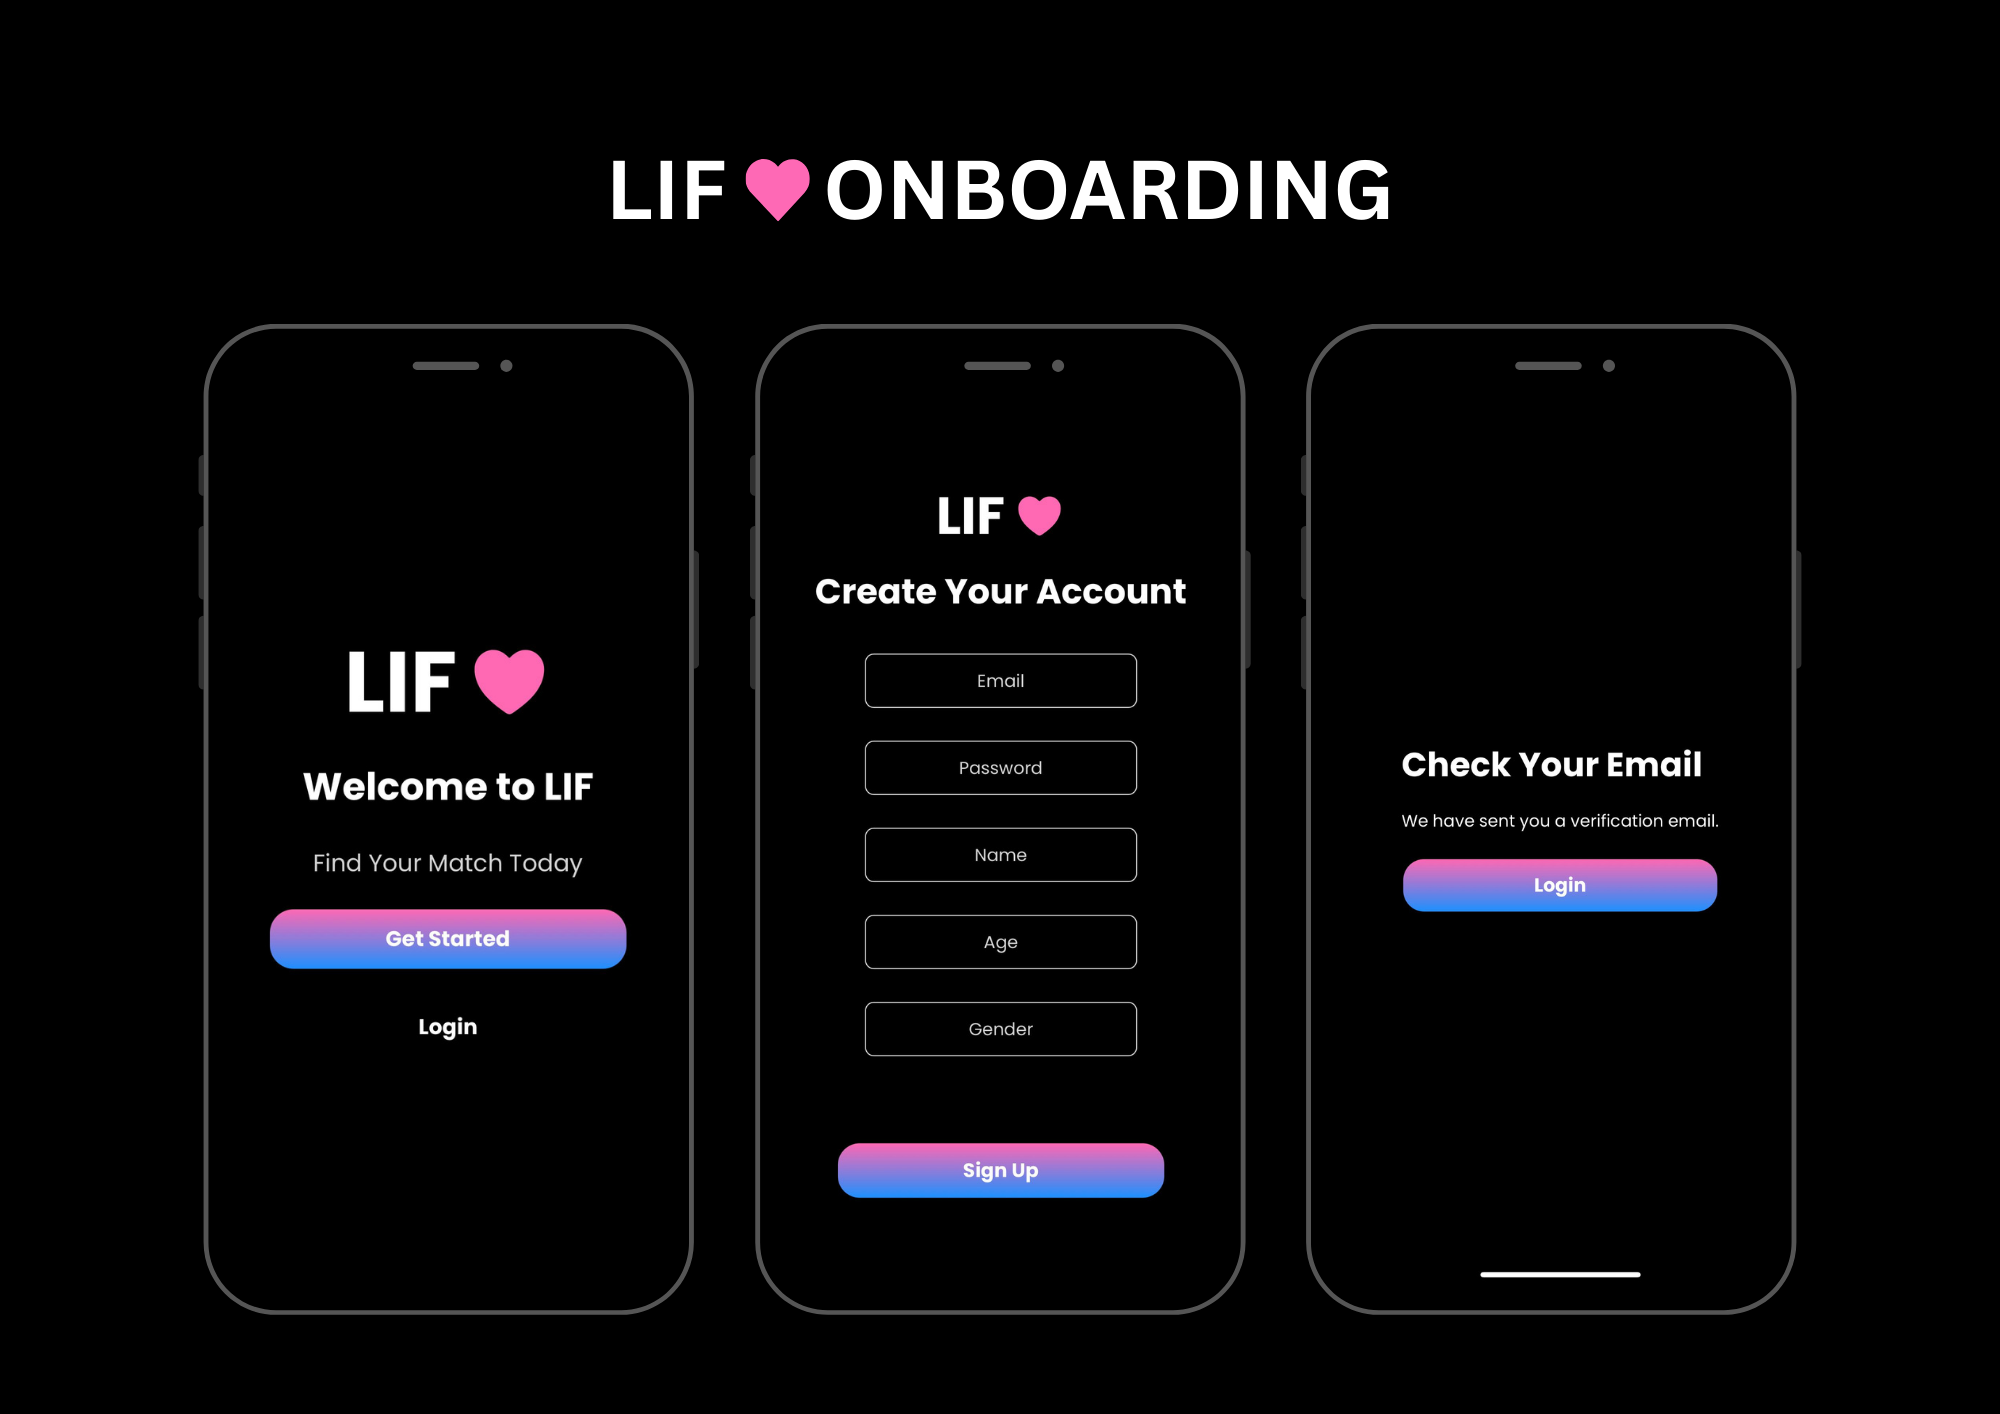 LIF ONBOARDING
LIF
Welcome to LIF
Find Your Match Today
Get Started
Login
LIF
Create Your Account
Email
Password
Name
Age
Gender
Sign Up
Check Your Email
We have sent you a verification email.
Login